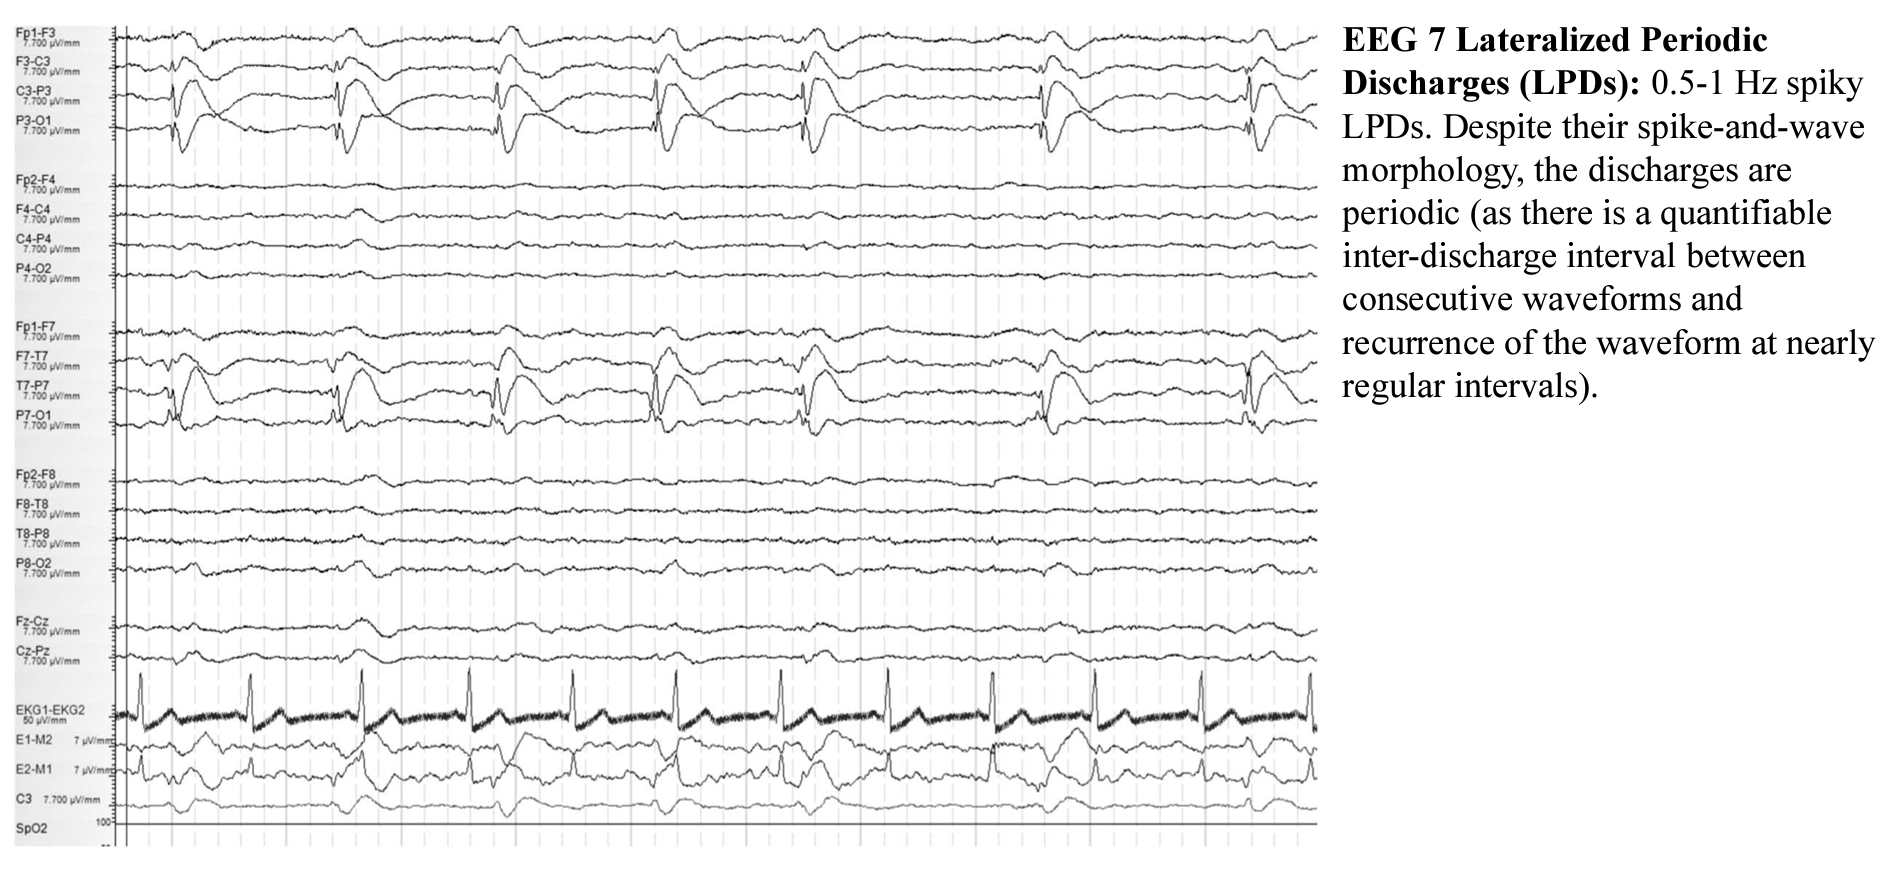 Fp1-F3
7.700 µV/mm
F3-C3
7.700 µV/mm
C3-P3
7.700 µV/mm
P3-O1
7.700 µV/mm
Fp2-F4
7.700 µV/mm
F4-C4
7.700 µV/mm
C4-P4
7.700 µV/mm
P4-O2
7.700 µV/mm
Fp1-F7
7.700 µV/mm
F7-T7
7.700 µV/mm
T7-P7
7.700 µV/mm
P7-O1
7.700 µV/mm
Fp2-F8
7.700 µV/mm
F8-T8
7.700 µV/mm
T8-P8
7.700 µV/mm
P8-O2
7.700 µV/mm
Fz-Cz
7.700 µV/mm
Cz-Pz
7.700 µV/mm
EKG1-EKG2
50 µV/mm
E1-M2 7 µV/mm
E2-M1 7 µV/mm
C3 7.700 µV/mm
100
SpO2
EEG 7 Lateralized Periodic
Discharges (LPDs): 0.5-1 Hz spiky
LPDs. Despite their spike-and-wave
morphology, the discharges are
periodic (as there is a quantifiable
inter-discharge interval between
consecutive waveforms and
recurrence of the waveform at nearly
regular intervals).